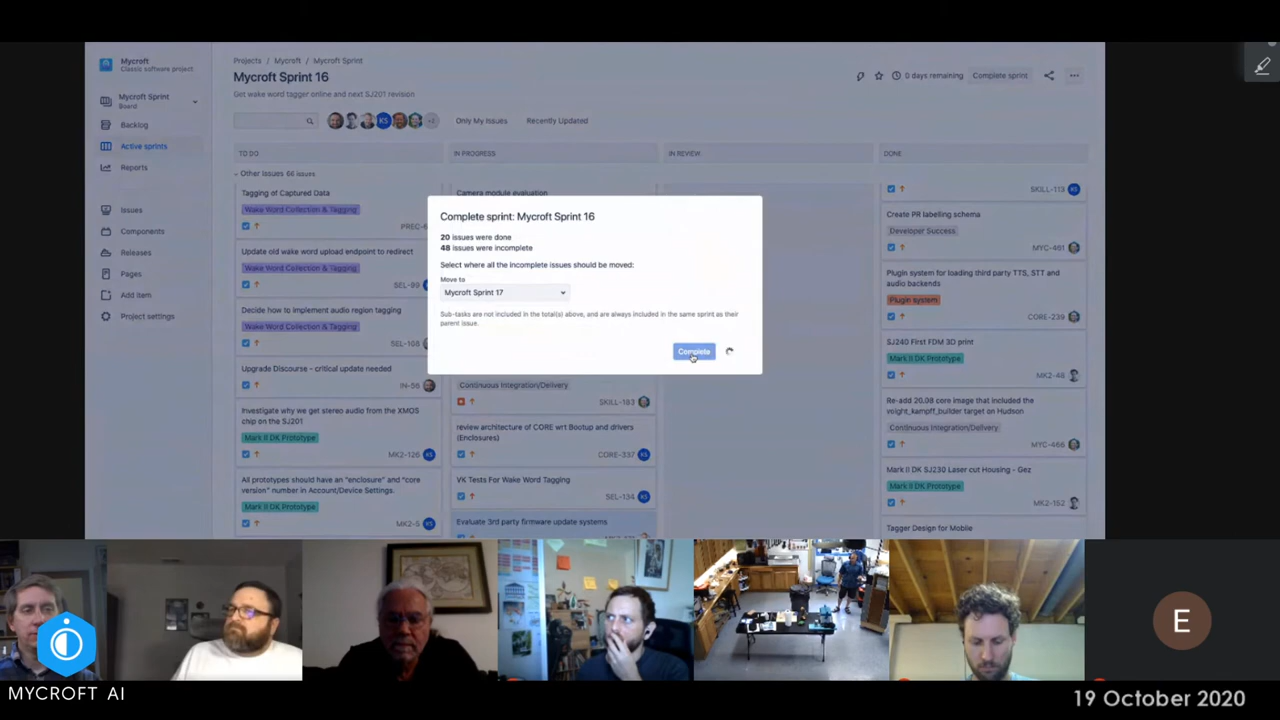 Mycroft
Classic software project
Mycroft Sprint
Board
Backlog
Active sprints
Reports
Issues
Components
Releases
Pages
Add item
Project settings
Projects / Mycroft / Mycroft Sprint
Mycroft Sprint 16
Get wake word tagger online and next SJ201 revision
0 days remaining
Complete sprint
KS
Only My Issues
Recently Updated
TO DO
IN PROGRESS
IN REVIEW
DONE
Other Issues 66 issues
Tagging of Captured Data
Wake Word Collection & Tagging
PREC-
Update old wake word upload endpoint to redirect
Wake Word Collection & Tagging
SEL-99
Decide how to implement audio region tagging
Wake Word Collection & Tagging
SEL-108
Upgrade Discourse - critical update needed
IN-56
Investigate why we get stereo audio from the XMOS
chip on the SJ201
Mark II DK Prototype
MK2-126
KS
All prototypes should have an "enclosure" and "core
version" number in Account/Device Settings.
Mark II DK Prototype
MK2-5
KS
Camera module evaluation
Complete sprint: Mycroft Sprint 16
20 issues were done
48 issues were incomplete
Select where all the incomplete issues should be moved:
Move to
Mycroft Sprint 17
Sub-tasks are not included in the total(s) above, and are always included in the same sprint as their
parent issue.
Complete
Continuous Integration/Delivery
SKILL-183
review architecture of CORE wrt Bootup and drivers
(Enclosures)
CORE-337
KS
VK Tests For Wake Word Tagging
SEL-134
KS
Evaluate 3rd party firmware update systems
SKILL-113
KS
Create PR labelling schema
Developer Success
MYC-461
Plugin system for loading third party TTS, STT and
audio backends
Plugin system
CORE-239
SJ240 First FDM 3D print
Mark II DK Prototype
MK2-48
Re-add 20.08 core image that included the
voight_kampff_builder target on Hudson
Continuous Integration/Delivery
MYC-466
Mark II DK SJ230 Laser cut Housing - Gez
Mark II DK Prototype
MK2-152
Tagger Design for Mobile
E
MYCROFT AI
19 October 2020